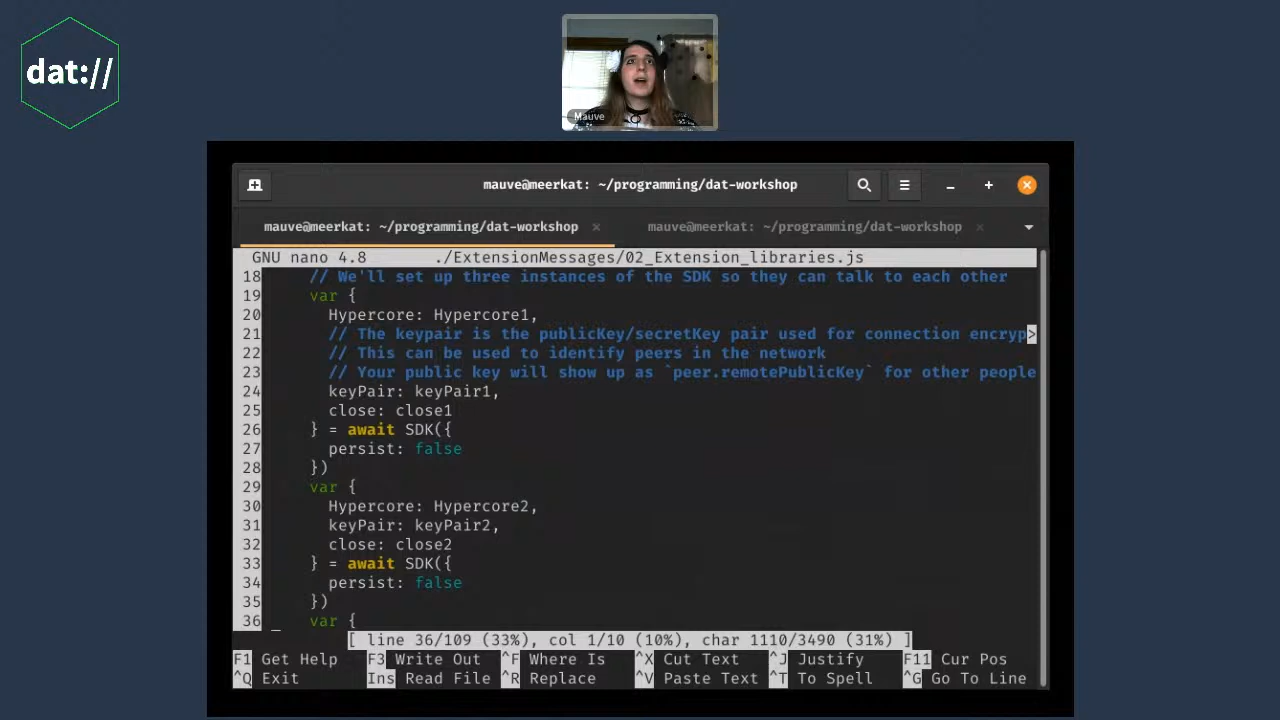 dat://
Mauve
mauve@meerkat: ~/programming/dat-workshop
mauve@meerkat: ~/programming/dat-workshop × mauve@meerkat: ~/programming/dat-workshop ×
GNU nano 4.8 ./ExtensionMessages/02_Extension_libraries.js
18 // We'll set up three instances of the SDK so they can talk to each other
19 var {
20 Hypercore: Hypercore1,
21 // The keypair is the publicKey/secretKey pair used for connection encryp>
22 // This can be used to identify peers in the network
23 // Your public key will show up as `peer.remotePublicKey` for other people
24 keyPair: keyPair1,
25 close: close1
26 } = await SDK({
27 persist: false
28 })
29 var {
30 Hypercore: Hypercore2,
31 keyPair: keyPair2,
32 close: close2
33 } = await SDK({
34 persist: false
35 })
36 var {
[ line 36/109 (33%), col 1/10 (10%), char 1110/3490 (31%) ]
F1 Get Help F3 Write Out ^F Where Is ^X Cut Text ^J Justify F11 Cur Pos
^Q Exit Ins Read File ^R Replace ^V Paste Text ^T To Spell ^G Go To Line